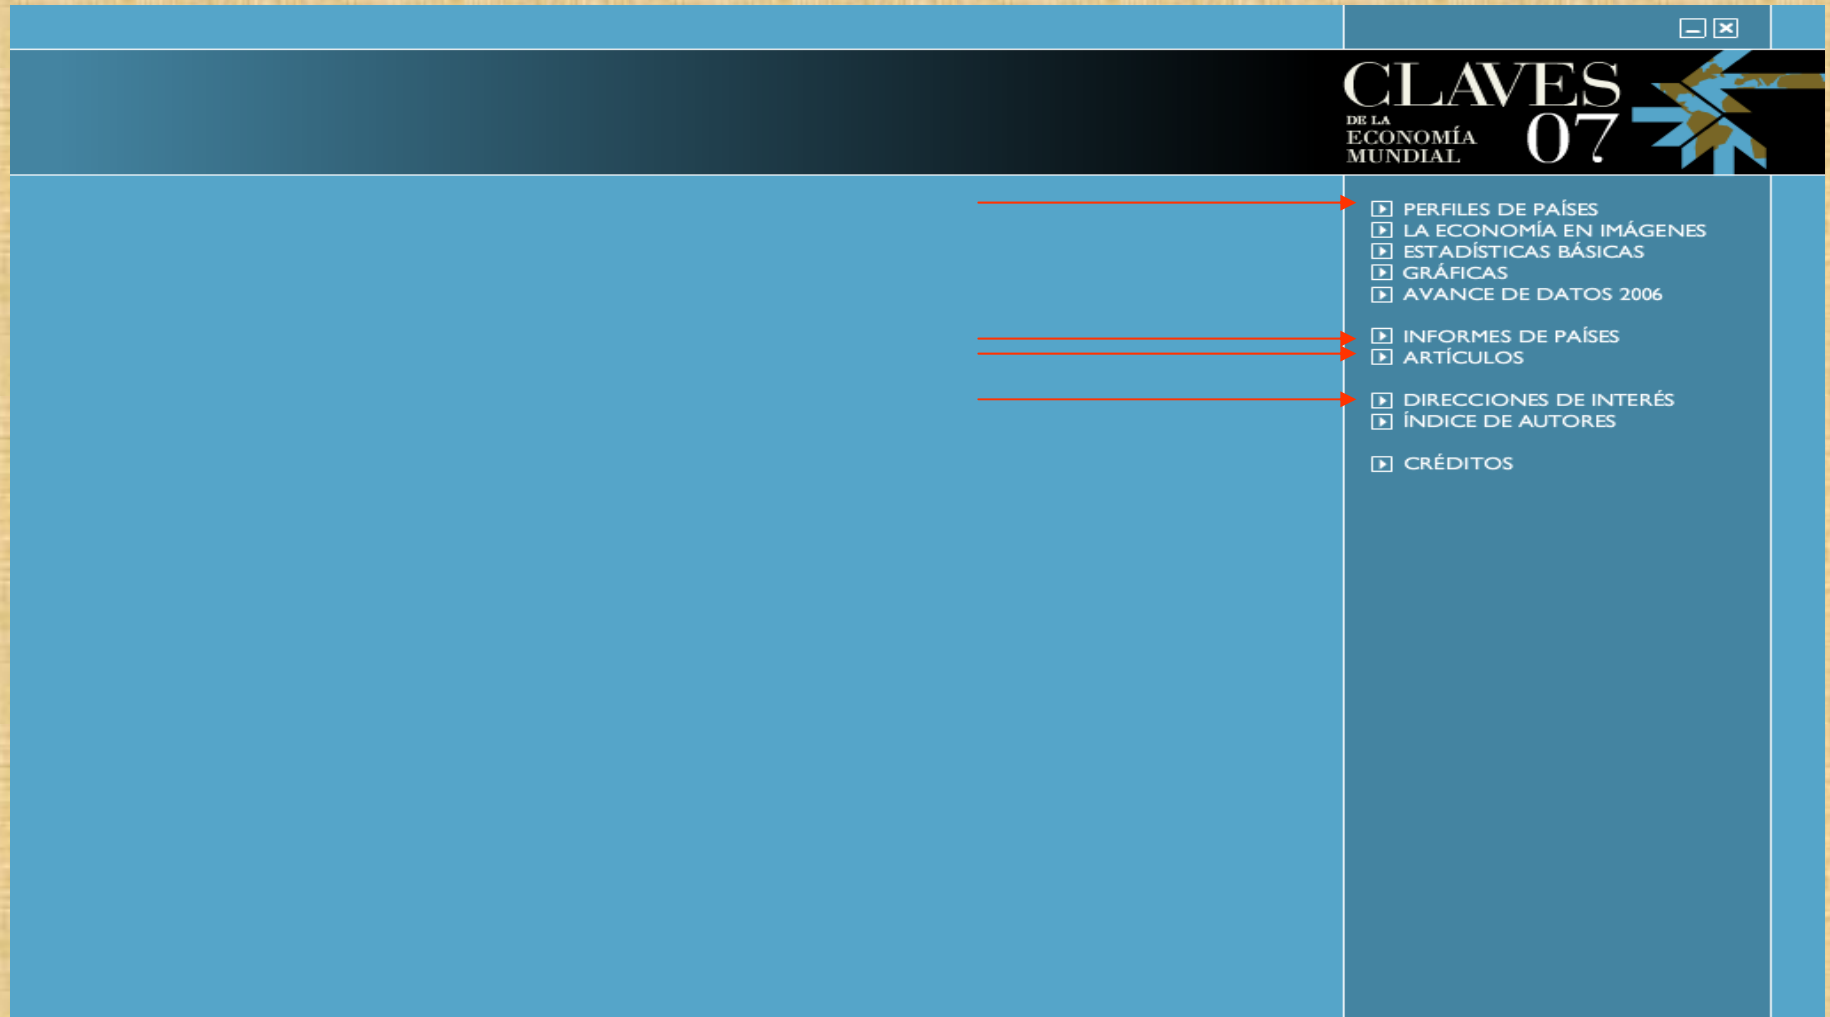 CLAVES
DE LA
ECONOMÍA
MUNDIAL
07
PERFILES DE PAÍSES
LA ECONOMÍA EN IMÁGENES
ESTADÍSTICAS BÁSICAS
GRÁFICAS
AVANCE DE DATOS 2006
INFORMES DE PAÍSES
ARTÍCULOS
DIRECCIONES DE INTERÉS
ÍNDICE DE AUTORES
CRÉDITOS